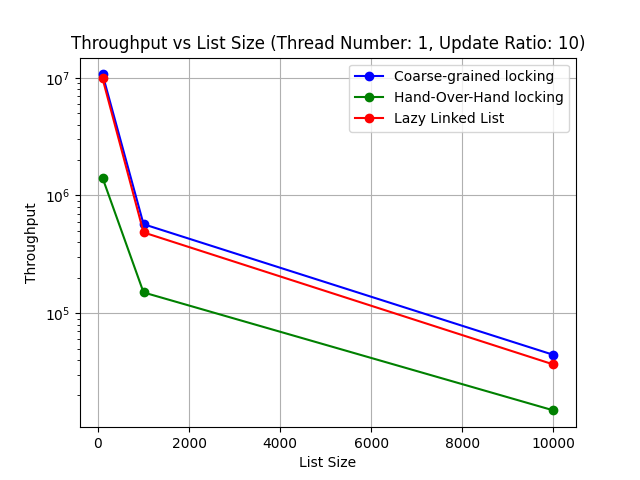 Throughput vs List Size (Thread Number: 1, Update Ratio: 10)
Coarse-grained locking
Hand-Over-Hand locking
Lazy Linked List
10^7
10^6
10^5
Throughput
0 2000 4000 6000 8000 10000
List Size